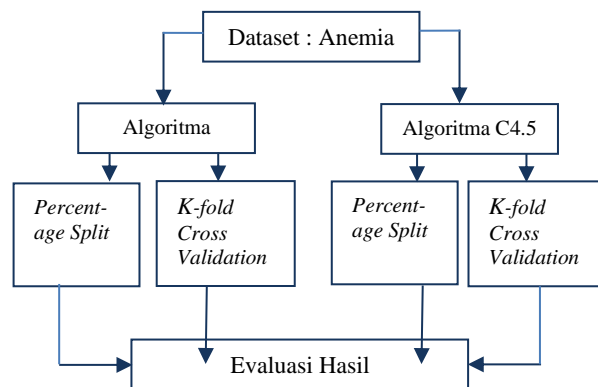 Dataset : Anemia
Algoritma
Algoritma C4.5
Percent-
age Split
K-fold
Cross
Validation
Percent-
age Split
K-fold
Cross
Validation
Evaluasi Hasil